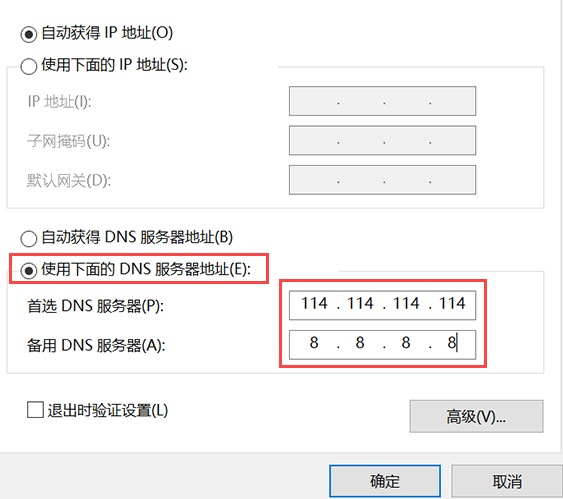 自动获得 IP 地址(O)
使用下面的 IP 地址(S):
IP 地址(I): . . .
子网掩码(U): . . .
默认网关(D): . . .
自动获得 DNS 服务器地址(B)
使用下面的 DNS 服务器地址(E):
首选 DNS 服务器(P): 114 . 114 . 114 . 114
备用 DNS 服务器(A): 8 . 8 . 8 . 8
退出时验证设置(L) 高级(V)...
确定 取消